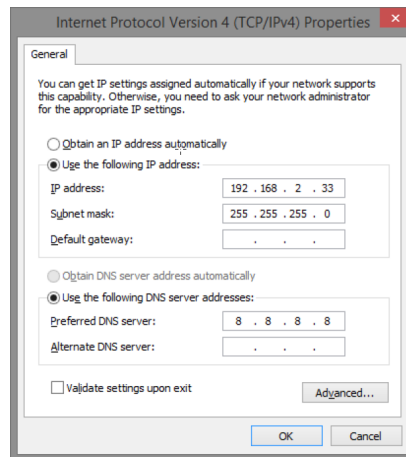 Internet Protocol Version 4 (TCP/IPv4) Properties
General
You can get IP settings assigned automatically if your network supports
this capability. Otherwise, you need to ask your network administrator
for the appropriate IP settings.
Obtain an IP address automatically
Use the following IP address:
IP address: 192 . 168 . 2 . 33
Subnet mask: 255 . 255 . 255 . 0
Default gateway: . . .
Obtain DNS server address automatically
Use the following DNS server addresses:
Preferred DNS server: 8 . 8 . 8 . 8
Alternate DNS server: . . .
Validate settings upon exit
Advanced...
OK Cancel